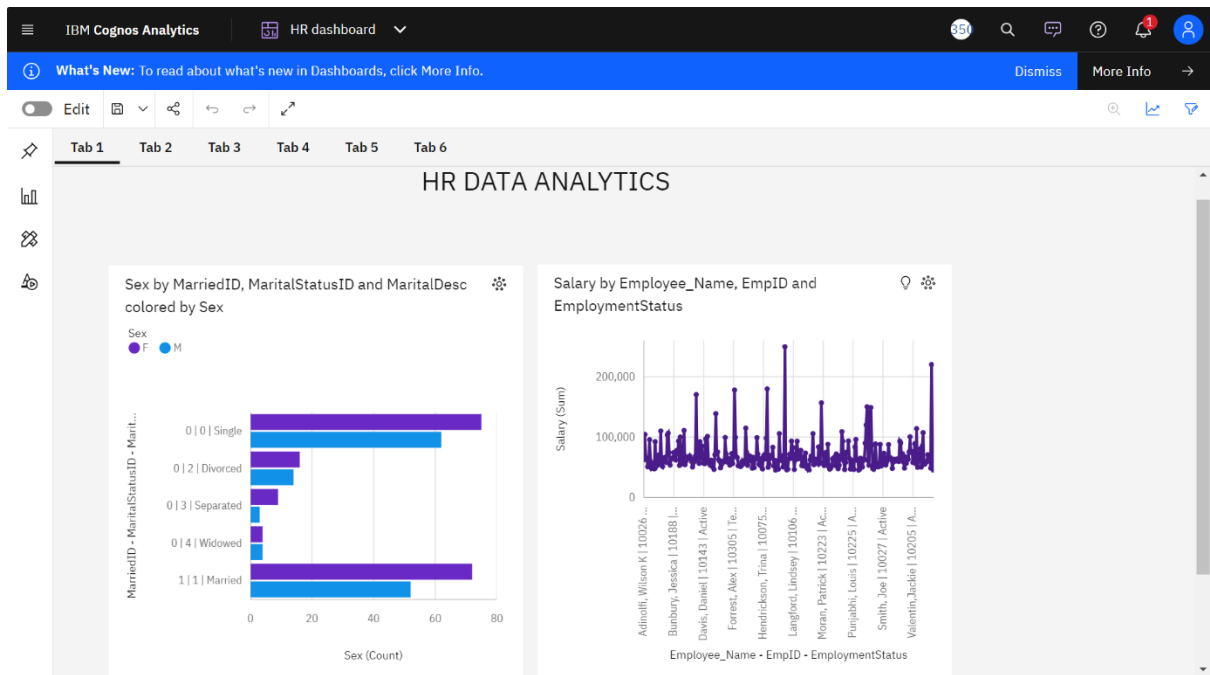 IBM Cognos Analytics
HR dashboard
350
1
What's New: To read about what's new in Dashboards, click More Info.
Dismiss
More Info
Edit
Tab 1
Tab 2
Tab 3
Tab 4
Tab 5
Tab 6
HR DATA ANALYTICS
Sex by MarriedID, MaritalStatusID and MaritalDesc
colored by Sex
Sex
F
M
MarriedID - MaritalStatusID - Marit...
0 | 0 | Single
0 | 2 | Divorced
0 | 3 | Separated
0 | 4 | Widowed
1 | 1 | Married
0
20
40
60
80
Sex (Count)
Salary by Employee_Name, EmpID and
EmploymentStatus
Salary (Sum)
200,000
100,000
0
Adinolfi, Wilson K | 10026 ...
Bunbury, Jessica | 10188 |...
Davis, Daniel | 10143 | Active
Forrest, Alex | 10305 | Te...
Hendrickson, Trina | 10075...
Langford, Lindsey | 10106 ...
Moran, Patrick | 10223 | Ac...
Punjabhi, Louis | 10225 | A...
Smith, Joe | 10027 | Active
Valentin,Jackie | 10205 | A...
Employee_Name - EmpID - EmploymentStatus